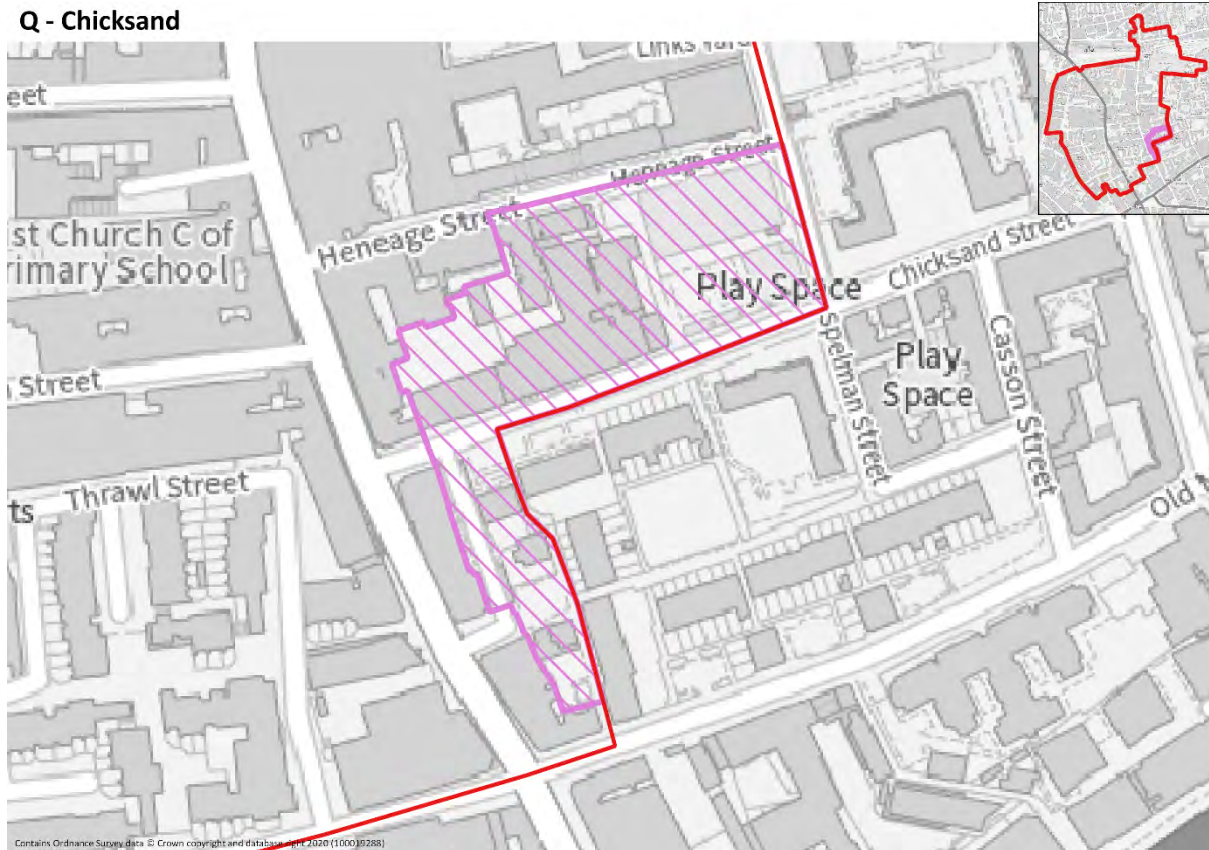 Q - Chicksand
Links Yard
eet
Heneage Street
Heneage Street
st Church C of
rimary School
Chicksand Street
Play Space
Spelman Street
Play
Space
Casson Street
Street
Thrawl Street
ts
Old
Contains Ordnance Survey data © Crown copyright and database right 2020 (100019288)